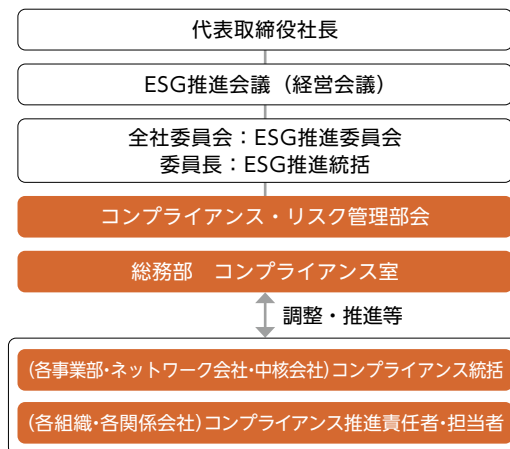 代表取締役社長
ESG推進会議（経営会議）
全社委員会：ESG推進委員会
委員長：ESG推進統括
コンプライアンス・リスク管理部会
総務部　コンプライアンス室
調整・推進等
(各事業部・ネットワーク会社・中核会社)コンプライアンス統括
(各組織・各関係会社)コンプライアンス推進責任者・担当者